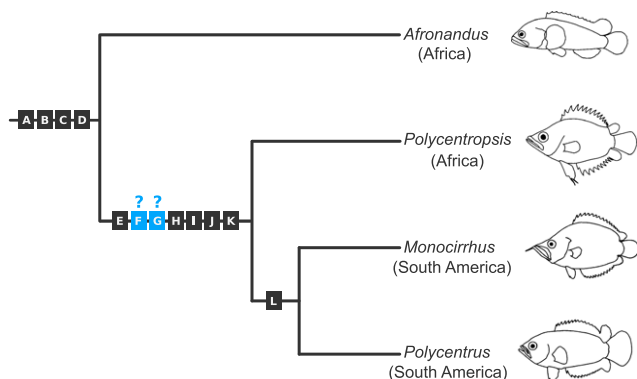 Afronandus
(Africa)
A B C D
Polycentropsis
(Africa)
? ?
E F G H I J K
Monocirrhus
(South America)
L
Polycentrus
(South America)